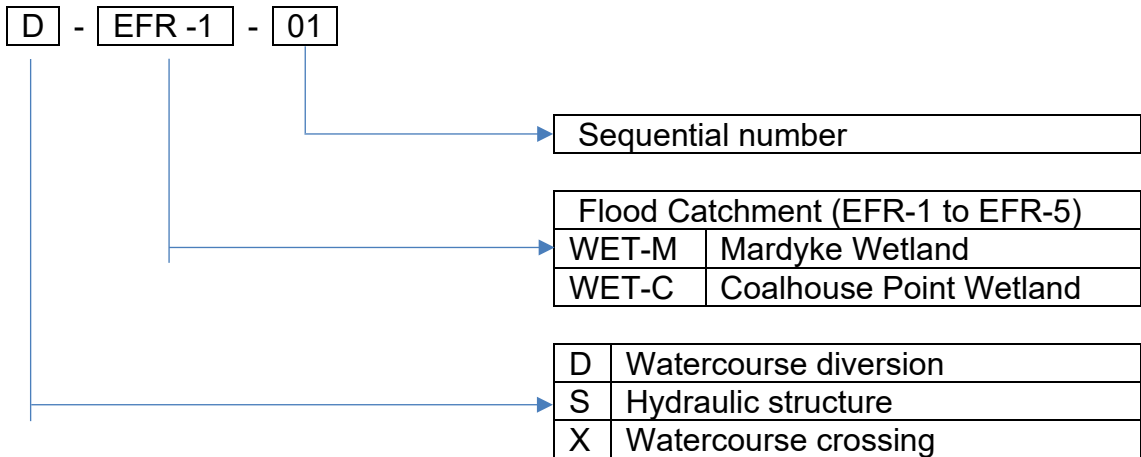 D - EFR -1 - 01
Sequential number
Flood Catchment (EFR-1 to EFR-5)
WET-M Mardyke Wetland
WET-C Coalhouse Point Wetland
D Watercourse diversion
S Hydraulic structure
X Watercourse crossing